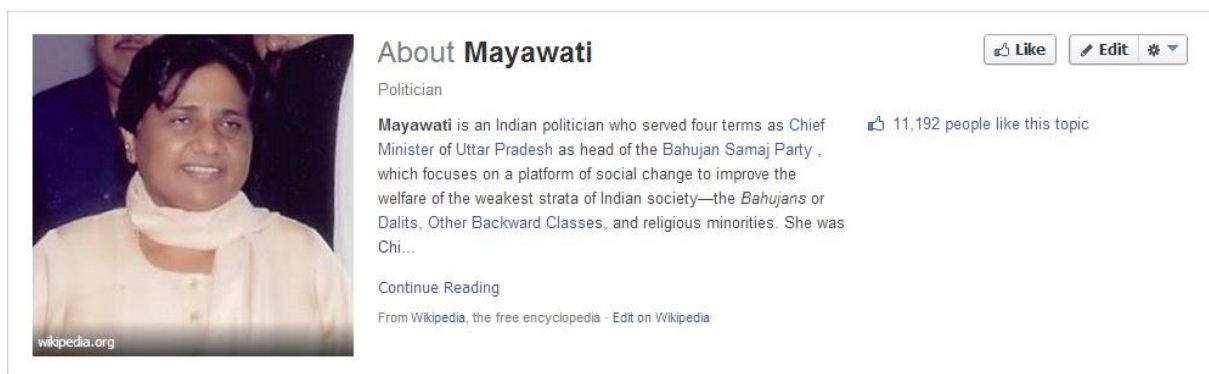 About Mayawati
Like
Edit
Politician
Mayawati is an Indian politician who served four terms as Chief
Minister of Uttar Pradesh as head of the Bahujan Samaj Party ,
which focuses on a platform of social change to improve the
welfare of the weakest strata of Indian society—the Bahujans or
Dalits, Other Backward Classes, and religious minorities. She was
Chi...
11,192 people like this topic
Continue Reading
From Wikipedia, the free encyclopedia · Edit on Wikipedia
wikipedia.org